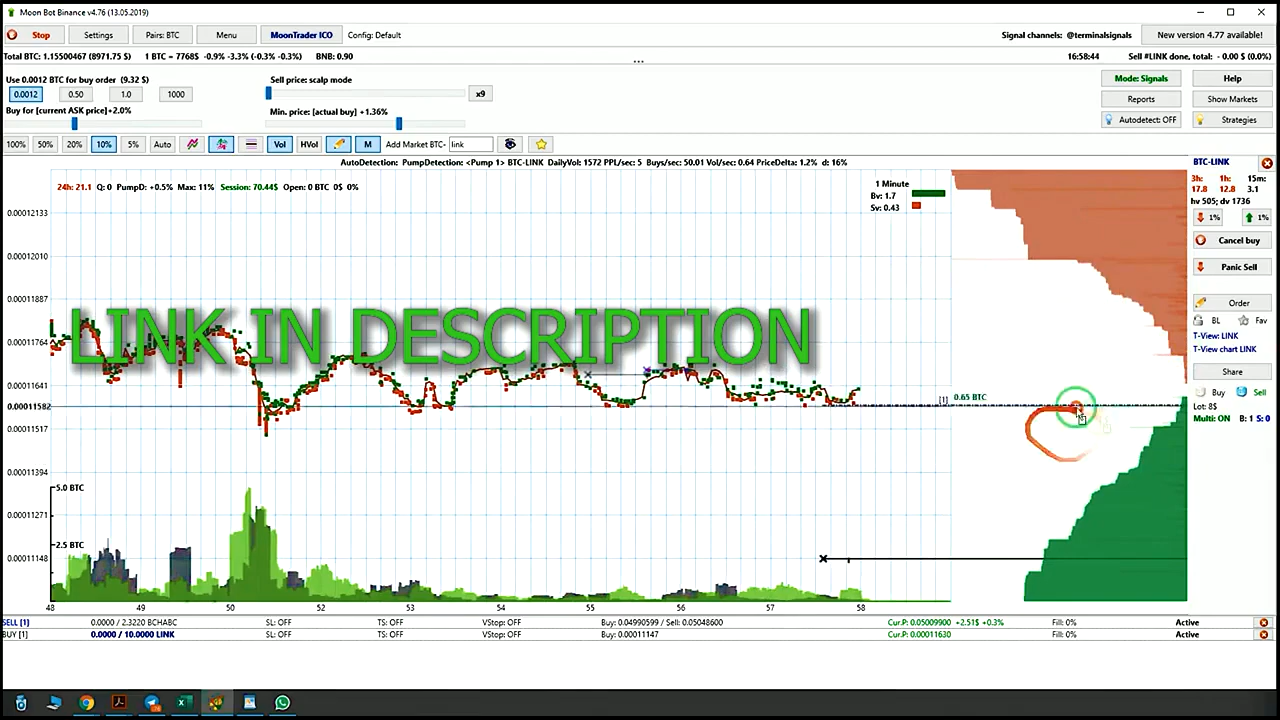 Moon Bot Binance v4.76 (13.05.2019)
Stop Settings Pairs: BTC Menu MoonTrader ICO Config: Default Signal channels: @terminalsignals New version 4.77 available!
Total BTC: 1.15500467 (8971.75 $) 1 BTC = 7768$ -0.9% -3.3% (-0.3% -0.3%) BNB: 0.90 ... 16:58:44 Sell #LINK done, total: - 0.00 $ (0.0%)
Use 0.0012 BTC for buy order (9.32 $) Sell price: scalp mode Mode: Signals Help
0.0012 0.50 1.0 1000 x9 Reports Show Markets
Buy for [current ASK price]+2.0% Min. price: [actual buy] +1.36% Autodetect: OFF Strategies
100% 50% 20% 10% 5% Auto Vol HVol M Add Market BTC- link
AutoDetection: PumpDetection: <Pump 1> BTC-LINK DailyVol: 1572 PPL/sec: 5 Buys/sec: 50.01 Vol/sec: 0.64 PriceDelta: 1.2% d: 16% BTC-LINK
24h: 21.1 Q: 0 PumpD: +0.5% Max: 11% Session: 70.44$ Open: 0 BTC 0$ 0% 1 Minute
Bv: 1.7
Sv: 0.43
3h: 1h: 15m:
17.8 12.8 3.1
hv 505; dv 1736
1% 1%
Cancel buy
Panic Sell
Order
BL Fav
T-View: LINK
T-View chart LINK
Share
Buy Sell
Lot: 8$
Multi: ON B: 1 S: 0
0.00012133
0.00012010
0.00011887
0.00011764
0.00011641
0.00011582
0.00011517
0.00011394
0.00011271
0.00011148
LINK IN DESCRIPTION
[1] 0.65 BTC
5.0 BTC
2.5 BTC
48 49 50 52 53 54 55 56 57 58
SELL [1] 0.0000 / 2.3220 BCHABC SL: OFF TS: OFF VStop: OFF Buy: 0.04990599 / Sell: 0.05048600 Cur.P: 0.05009900 +2.51$ +0.3% Fill: 0% Active
BUY [1] 0.0000 / 10.0000 LINK SL: OFF TS: OFF VStop: OFF Buy: 0.00011147 Cur.P: 0.00011630 Fill: 0% Active